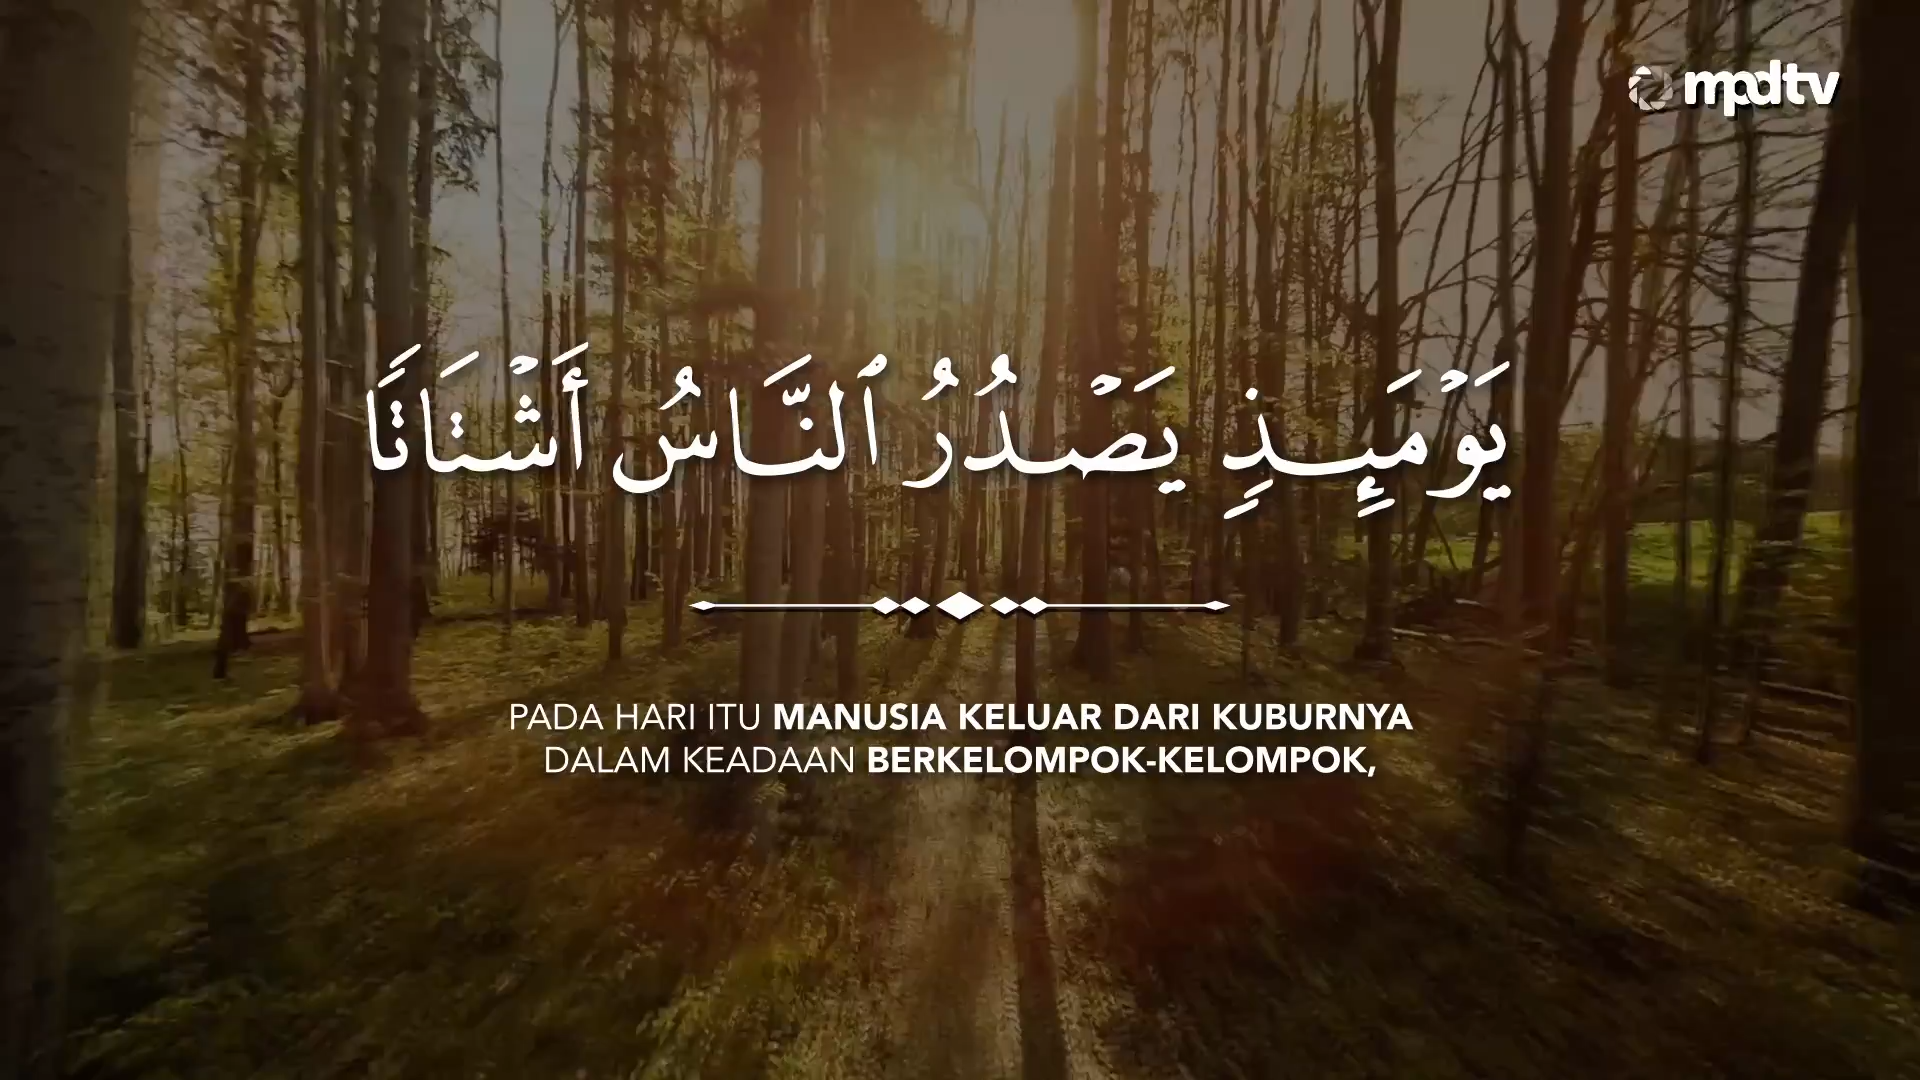 mpdtv
يَوْمَئِذٍ يَصْدُرُ ٱلنَّاسُ أَشْتَاتًا
PADA HARI ITU MANUSIA KELUAR DARI KUBURNYA
DALAM KEADAAN BERKELOMPOK-KELOMPOK,